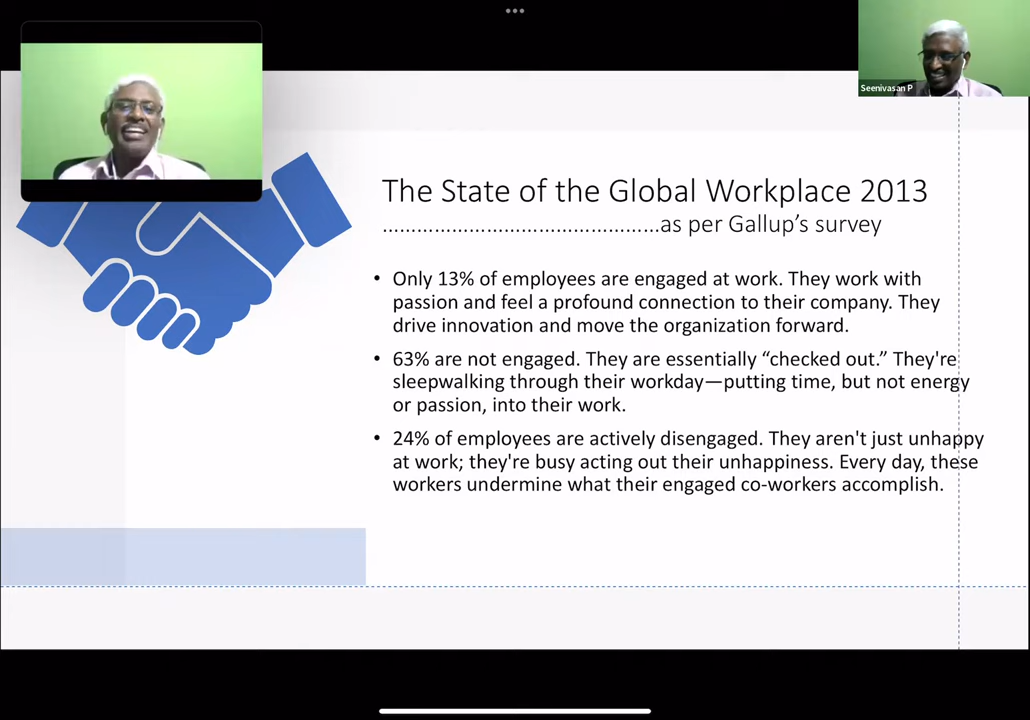 Seenivasan P
The State of the Global Workplace 2013
................................................as per Gallup’s survey
• Only 13% of employees are engaged at work. They work with
passion and feel a profound connection to their company. They
drive innovation and move the organization forward.
• 63% are not engaged. They are essentially “checked out.” They're
sleepwalking through their workday—putting time, but not energy
or passion, into their work.
• 24% of employees are actively disengaged. They aren't just unhappy
at work; they're busy acting out their unhappiness. Every day, these
workers undermine what their engaged co-workers accomplish.